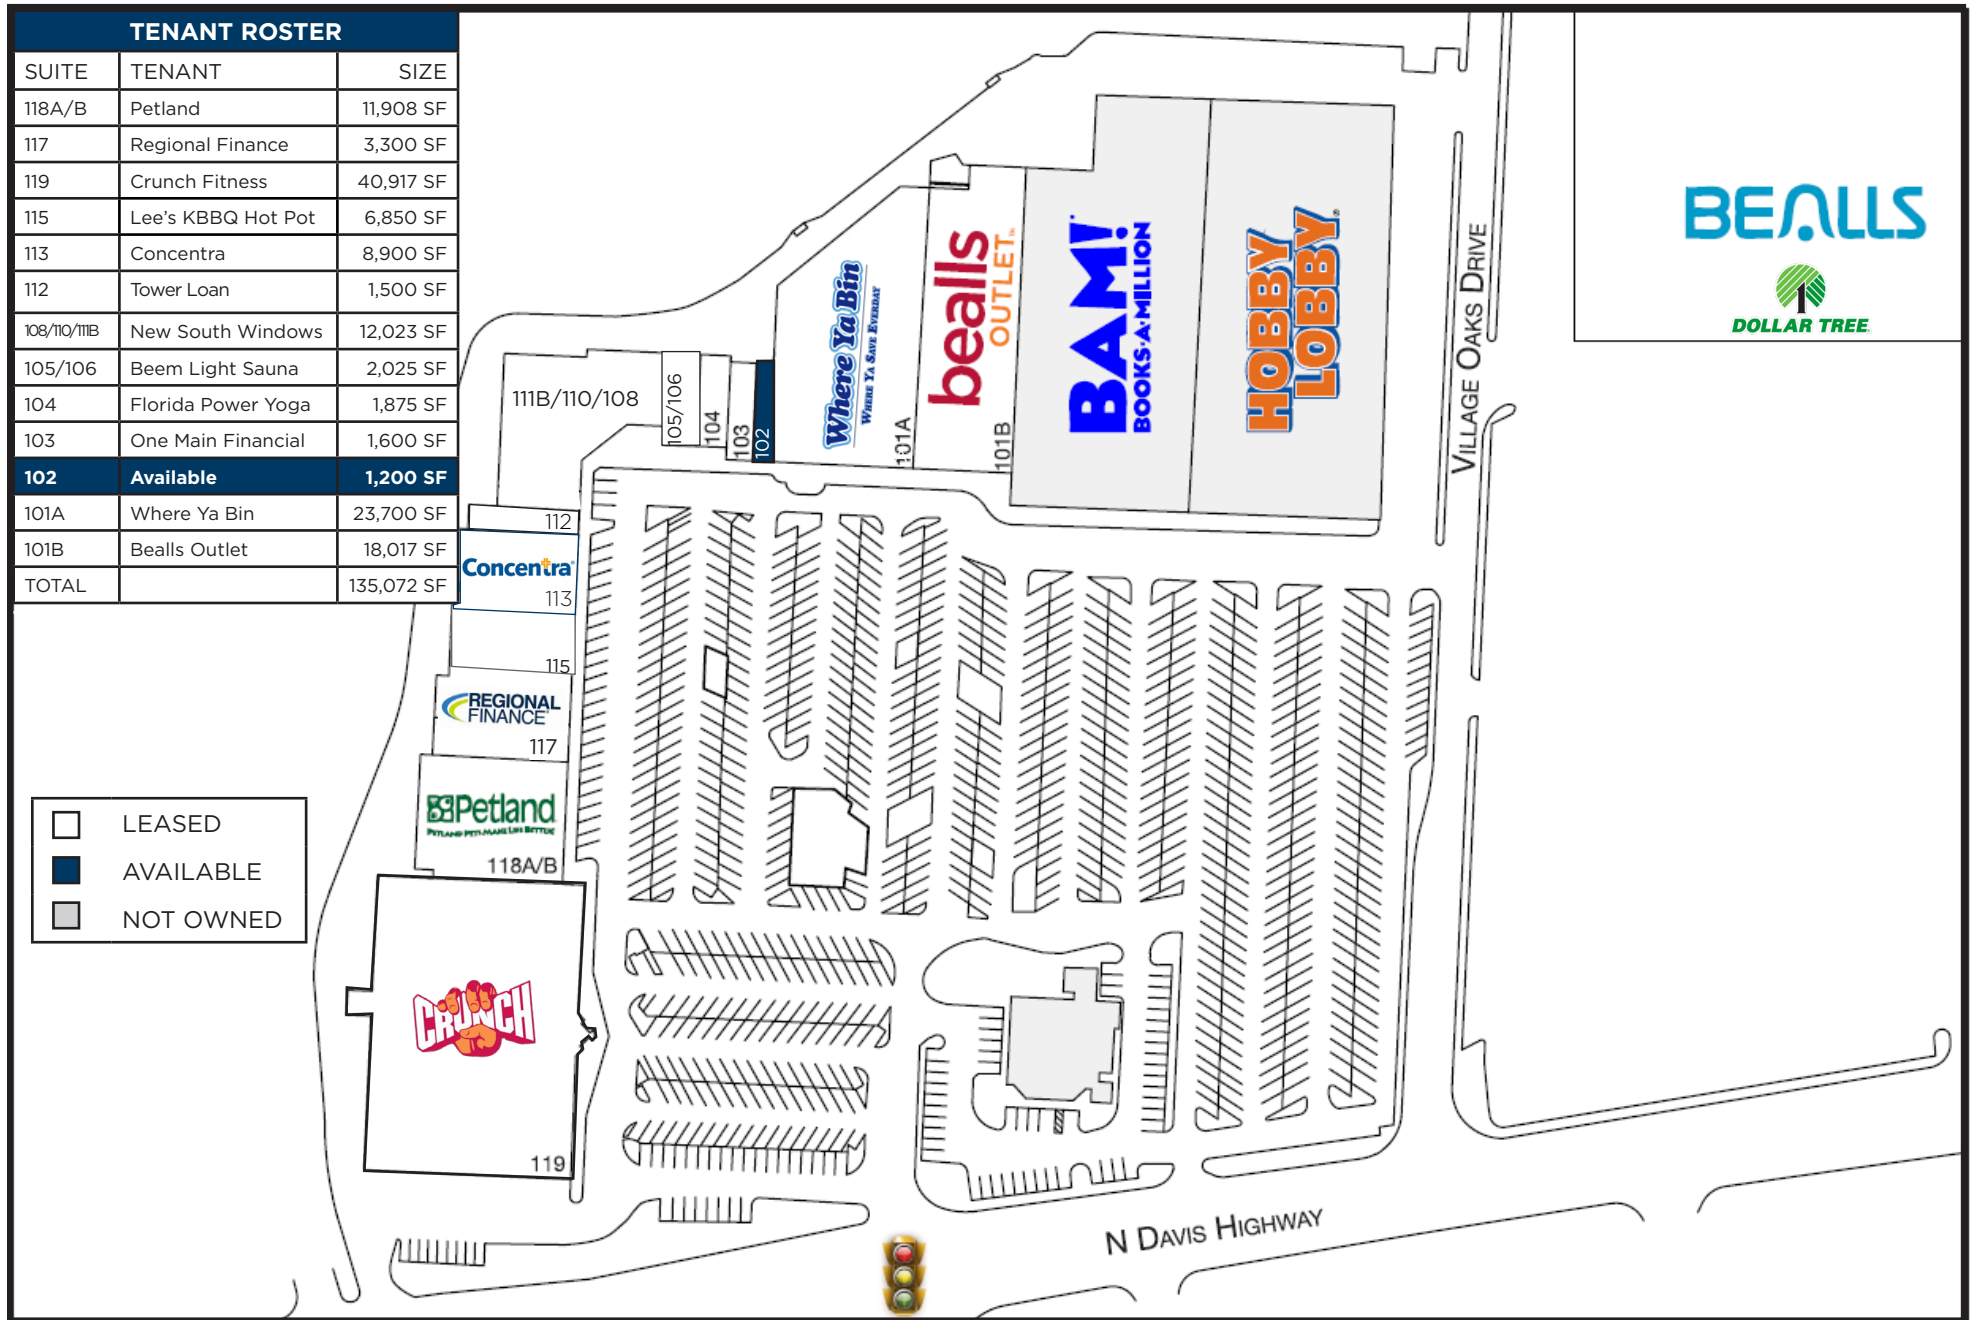 TENANT ROSTER
SUITE TENANT SIZE
118A/B Petland 11,908 SF
117 Regional Finance 3,300 SF
119 Crunch Fitness 40,917 SF
115 Lee's KBBQ Hot Pot 6,850 SF
113 Concentra 8,900 SF
112 Tower Loan 1,500 SF
108/110/111B New South Windows 12,023 SF
105/106 Beem Light Sauna 2,025 SF
104 Florida Power Yoga 1,875 SF
103 One Main Financial 1,600 SF
102 Available 1,200 SF
101A Where Ya Bin 23,700 SF
101B Bealls Outlet 18,017 SF
TOTAL 135,072 SF
LEASED
AVAILABLE
NOT OWNED
111B/110/108
105/106
104
103
102
Where Ya Bin
Where Ya Save Everyday
101A
bealls
OUTLET
101B
BAM!
BOOKS-A-MILLION
HOBBY
LOBBY
VILLAGE OAKS DRIVE
BEALLS
DOLLAR TREE
112
Concentra
113
115
REGIONAL
FINANCE
117
Petland
118A/B
CRUNCH
119
N DAVIS HIGHWAY